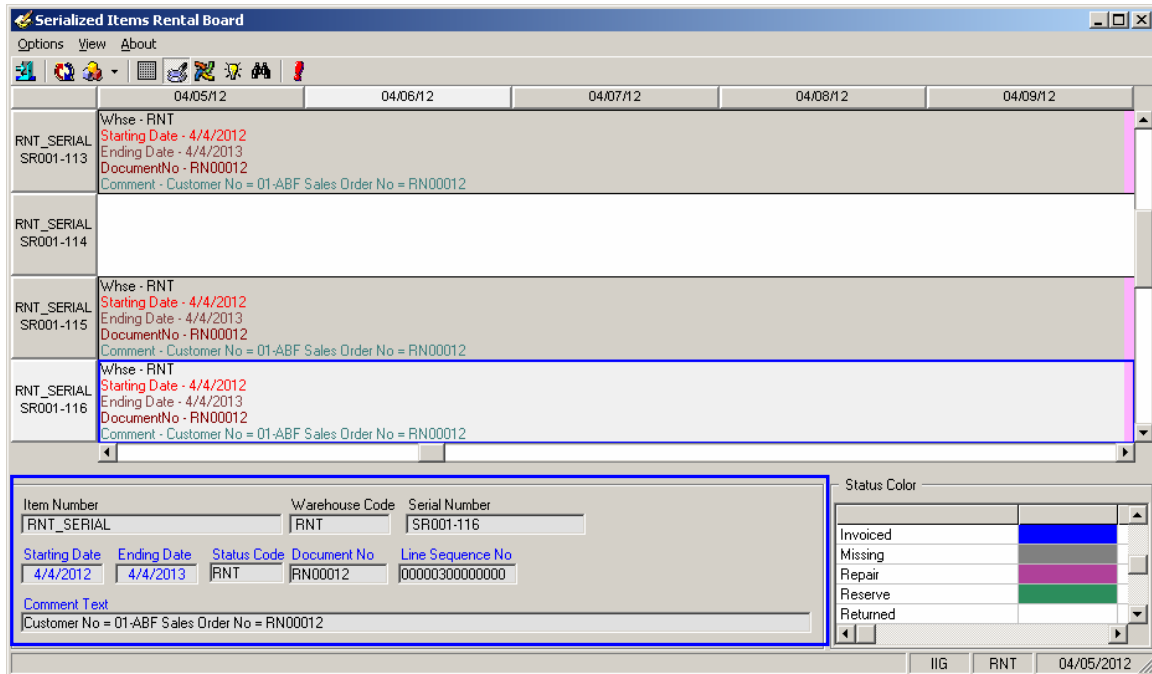 Serialized Items Rental Board
Options View About
04/05/12 04/06/12 04/07/12 04/08/12 04/09/12
RNT_SERIAL
SR001-113
Whse - RNT
Starting Date - 4/4/2012
Ending Date - 4/4/2013
DocumentNo - RN00012
Comment - Customer No = 01-ABF Sales Order No = RN00012
RNT_SERIAL
SR001-114
RNT_SERIAL
SR001-115
Whse - RNT
Starting Date - 4/4/2012
Ending Date - 4/4/2013
DocumentNo - RN00012
Comment - Customer No = 01-ABF Sales Order No = RN00012
RNT_SERIAL
SR001-116
Whse - RNT
Starting Date - 4/4/2012
Ending Date - 4/4/2013
DocumentNo - RN00012
Comment - Customer No = 01-ABF Sales Order No = RN00012
Item Number Warehouse Code Serial Number
RNT_SERIAL RNT SR001-116
Starting Date Ending Date Status Code Document No Line Sequence No
4/4/2012 4/4/2013 RNT RN00012 00000300000000
Comment Text
Customer No = 01-ABF Sales Order No = RN00012
Status Color
Invoiced
Missing
Repair
Reserve
Returned
IIG RNT 04/05/2012